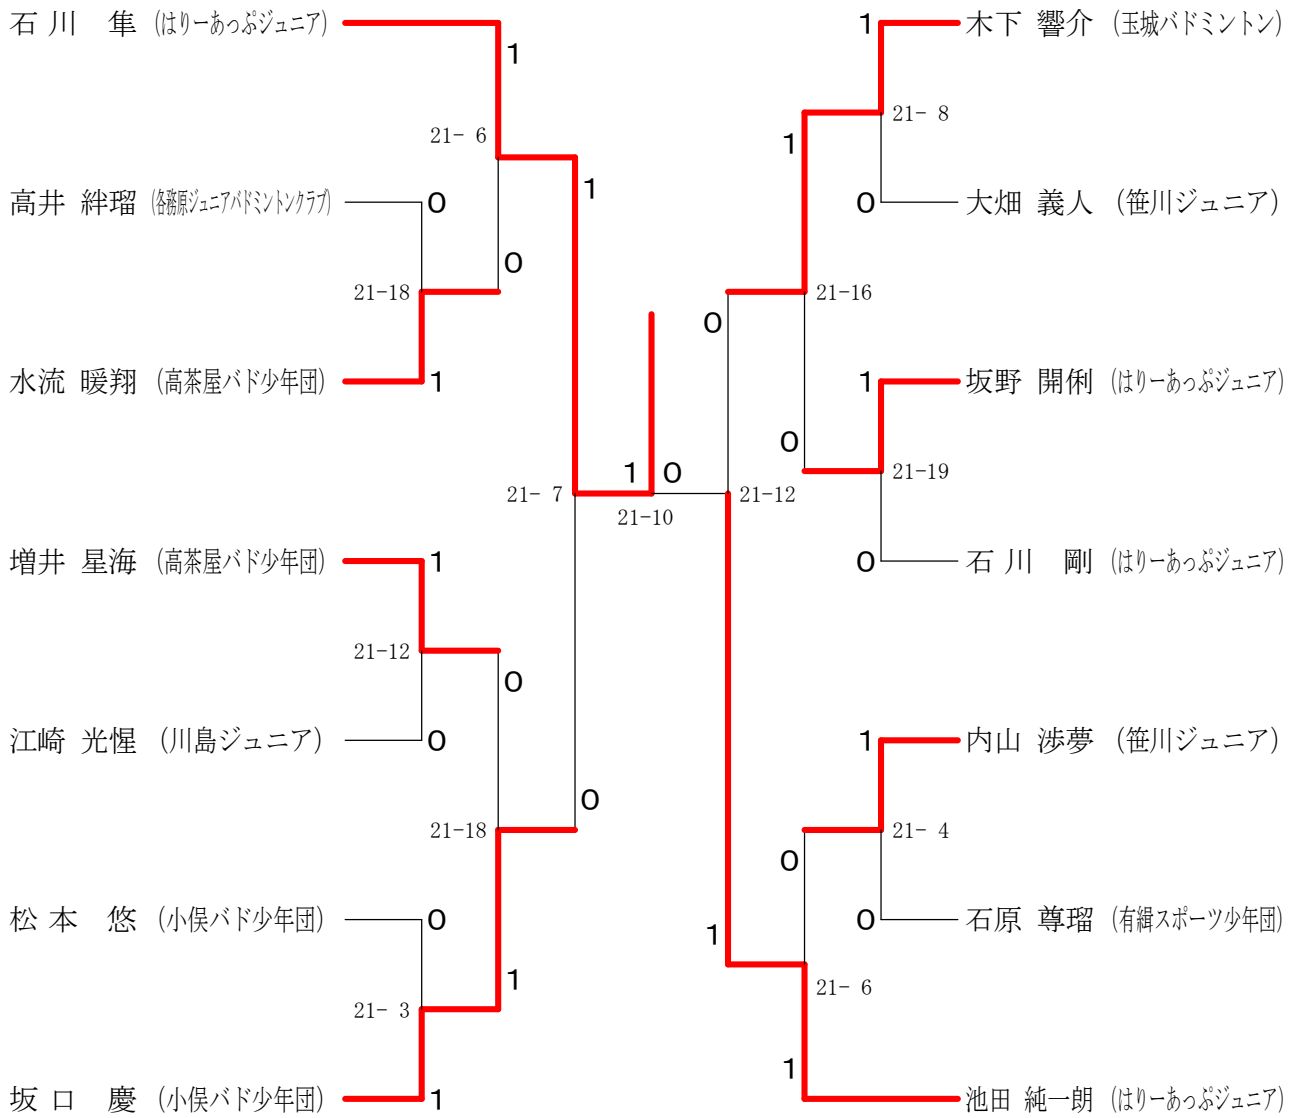 石川 隼 (はりーあっぷジュニア)
1
21- 6
高井 絆瑠 (各務原ジュニアバドミントンクラブ)
0
1
0
21-18
水流 暖翔 (高茶屋バド少年団)
1
21- 7
増井 星海 (高茶屋バド少年団)
1
21-12
0
江崎 光惺 (川島ジュニア)
0
0
21-18
松本 悠 (小俣バド少年団)
0
1
21- 3
坂口 慶 (小俣バド少年団)
1
1 0
21-10
1
木下 響介 (玉城バドミントン)
21- 8
1
0
大畑 義人 (笹川ジュニア)
21-16
0
1
坂野 開俐 (はりーあっぷジュニア)
0
21-19
21-12
0
石川 剛 (はりーあっぷジュニア)
1
内山 渉夢 (笹川ジュニア)
21- 4
0
0
石原 尊瑠 (有緝スポーツ少年団)
1
21- 6
1
池田 純一朗 (はりーあっぷジュニア)